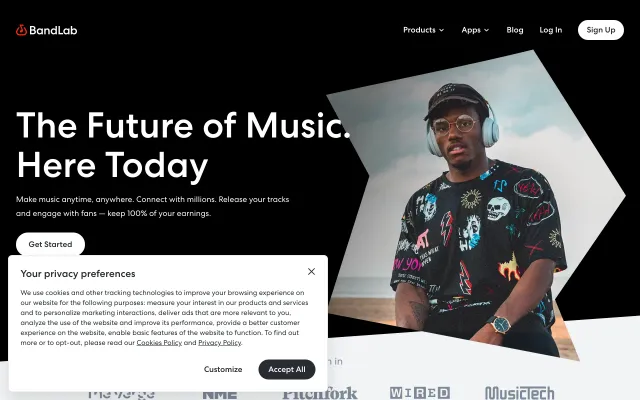 BandLab
Products
Apps
Blog
Log In
Sign Up
The Future of Music.
Here Today
Make music anytime, anywhere. Connect with millions. Release your tracks
and engage with fans — keep 100% of your earnings.
Get Started
Your privacy preferences
We use cookies and other tracking technologies to improve your browsing experience on
our website for the following purposes: measure your interest in our products and services
and to personalize marketing interactions, deliver ads that are more relevant to you,
analyze the use of the website and improve its performance, provide a better customer
experience on the website, enable basic features of the website to function. To find out
more or to opt-out, please read our Cookies Policy and Privacy Policy.
Customize
Accept All
in
NME
Pitchfork
WIRED
MusicTech